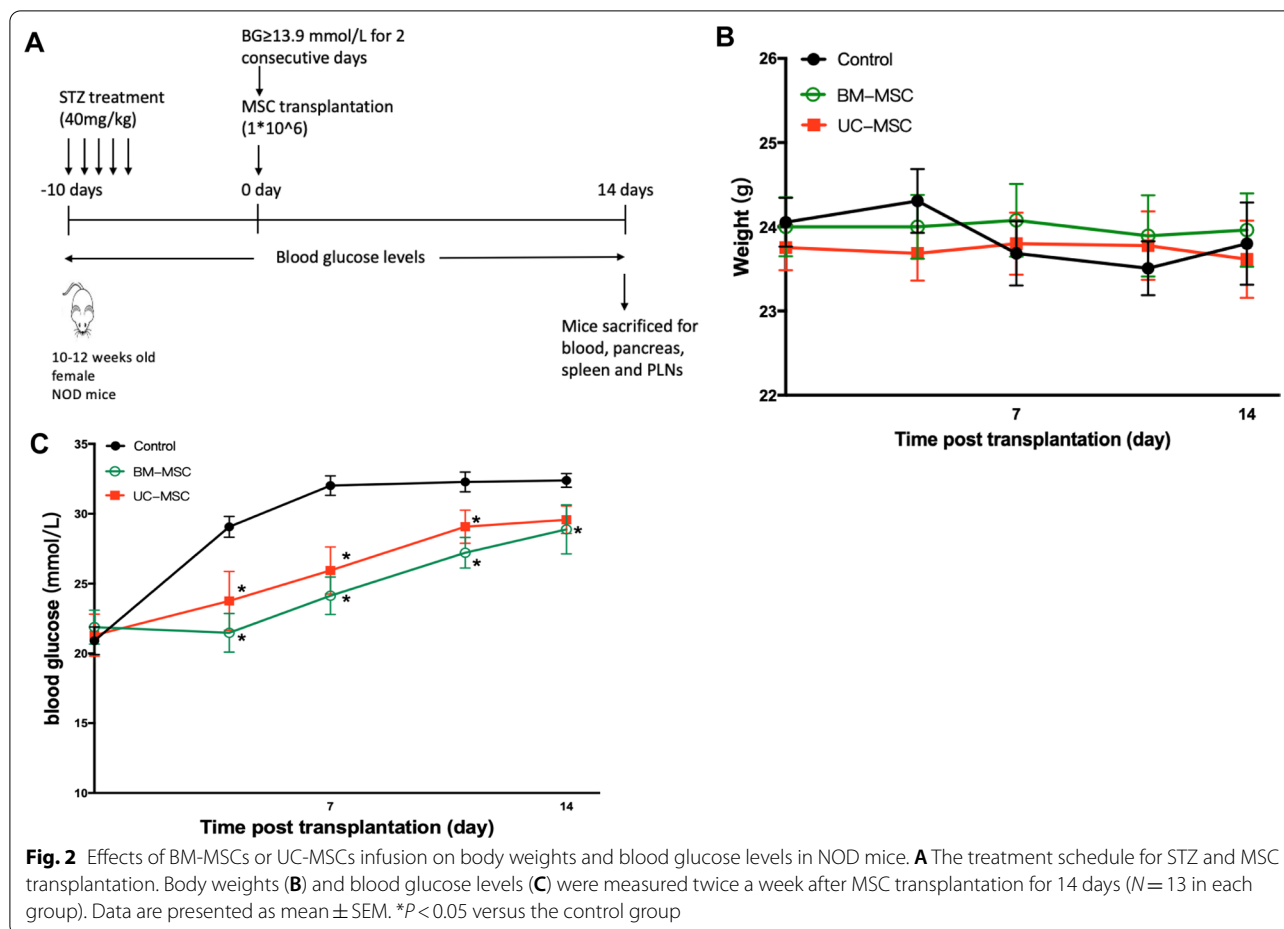 A
BG≥13.9 mmol/L for 2
consecutive days
STZ treatment
(40mg/kg)
MSC transplantation
(1*10^6)
-10 days
0 day
14 days
Blood glucose levels
10-12 weeks old
female
NOD mice
Mice sacrificed for
blood, pancreas,
spleen and PLNs
B
Control
BM-MSC
UC-MSC
26
25
24
23
22
Weight (g)
7
14
Time post transplantation (day)
C
Control
BM-MSC
UC-MSC
35
30
25
20
15
10
blood glucose (mmol/L)
*
*
*
*
*
*
*
7
14
Time post transplantation (day)
Fig. 2 Effects of BM-MSCs or UC-MSCs infusion on body weights and blood glucose levels in NOD mice. A The treatment schedule for STZ and MSC
transplantation. Body weights (B) and blood glucose levels (C) were measured twice a week after MSC transplantation for 14 days (N = 13 in each
group). Data are presented as mean ± SEM. *P < 0.05 versus the control group